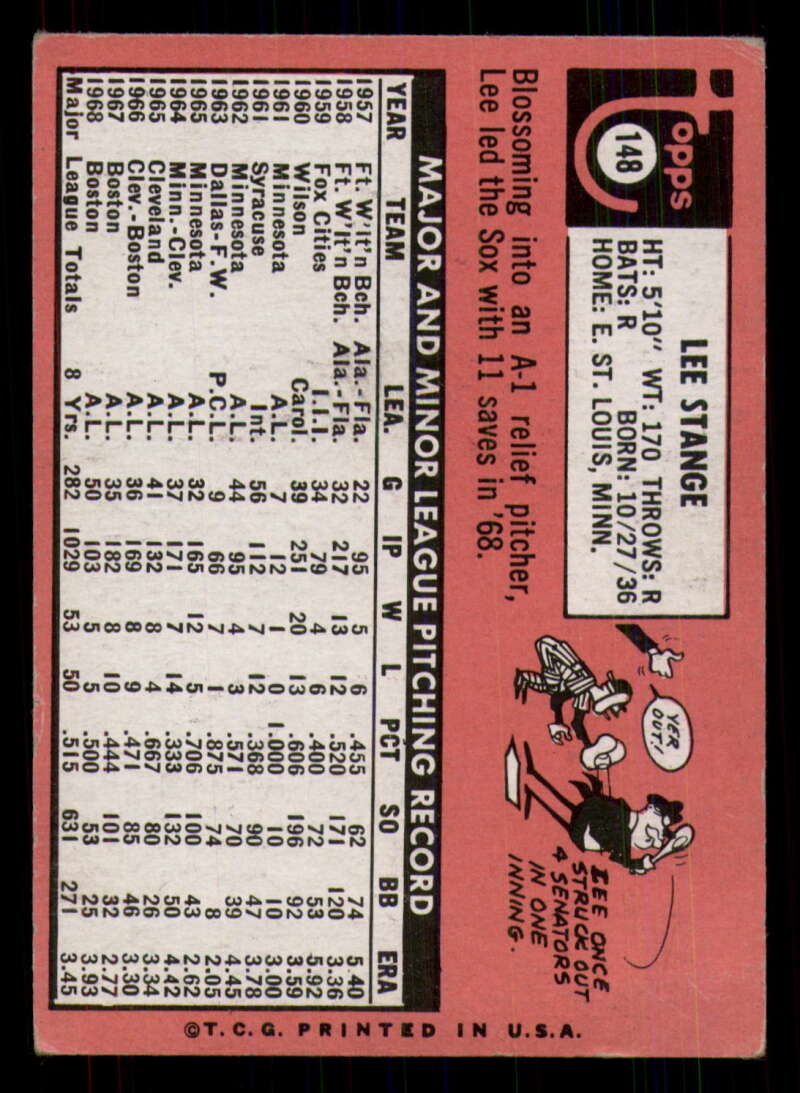 Topps
148
LEE STANGE
HT: 5'10" WT: 170 THROWS: R
BATS: R BORN: 10/27/36
HOME: E. ST. LOUIS, MINN.
YER
OUT!
LEE ONCE
STRUCK OUT
4 SENATORS
IN ONE
INNING.
Blossoming into an A-1 relief pitcher,
Lee led the Sox with 11 saves in '68.
MAJOR AND MINOR LEAGUE PITCHING RECORD
YEAR TEAM LEA. G IP W L PCT SO BB ERA
1957 Ft. W'lt'n Bch. Ala.-Fla. 22 95 5 6 .455 62 74 5.40
1958 Ft. W'lt'n Bch. Ala.-Fla. 32 217 13 12 .520 171 120 3.36
1959 Fox Cities I.I.I. 34 79 4 6 .400 72 53 5.92
1960 Wilson Carol. 39 251 20 13 .606 196 92 3.59
1961 Minnesota A.L. 7 12 1 0 1.000 10 10 3.00
1961 Syracuse Int. 56 112 7 12 .368 90 47 3.78
1962 Minnesota A.L. 44 95 4 3 .571 70 39 4.45
1963 Dallas-F.W. P.C.L. 9 66 7 1 .875 74 8 2.05
1965 Minnesota A.L. 32 165 12 5 .706 100 43 2.62
1964 Minn.-Clev. A.L. 37 171 7 14 .333 132 50 4.42
1965 Cleveland A.L. 41 132 8 4 .667 80 26 3.34
1966 Clev.-Boston A.L. 36 169 8 9 .471 85 46 3.30
1967 Boston A.L. 35 182 8 10 .444 101 32 2.77
1968 Boston A.L. 50 103 5 5 .500 53 25 3.93
Major League Totals 8 Yrs. 282 1029 53 50 .515 631 271 3.45
©T.C.G. PRINTED IN U.S.A.